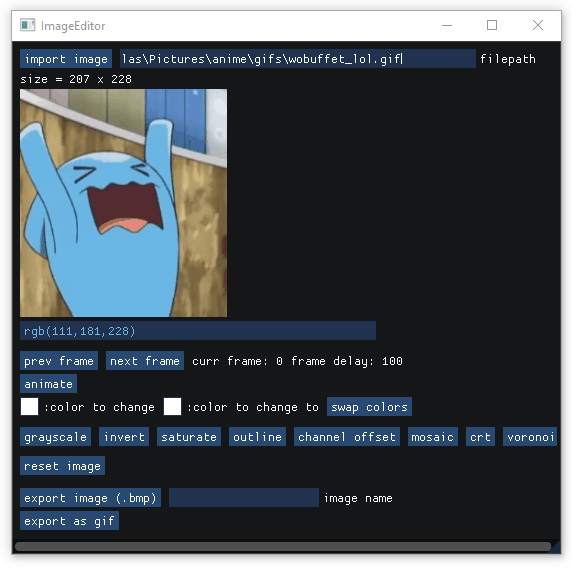 ImageEditor
import image las\Pictures\anime\gifs\wobuffet_lol.gif filepath
size = 207 x 228
rgb(111,181,228)
prev frame next frame curr frame: 0 frame delay: 100
animate
:color to change :color to change to swap colors
grayscale invert saturate outline channel offset mosaic crt voronoi
reset image
export image (.bmp) image name
export as gif